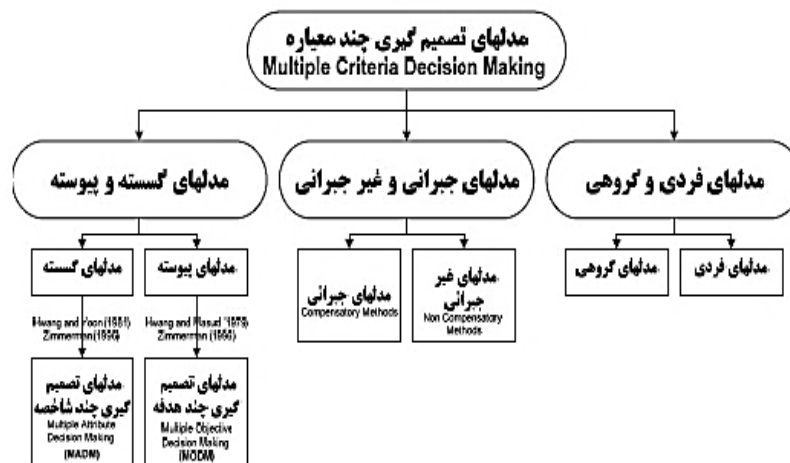 مدلهای تصمیم گیری چند معیاره
Multiple Criteria Decision Making
مدلهای فردی و گروهی
مدلهای جبرانی و غیر جبرانی
مدلهای گسسته و پیوسته
مدلهای فردی
مدلهای گروهی
مدلهای غیر
جبرانی
Non Compensatory
Methods
مدلهای جبرانی
Compensatory Methods
مدلهای پیوسته
مدلهای گسسته
Hwang and Masud (1979)
Zimmerman (1996)
Hwang and Yoon (1981)
Zimmerman (1996)
مدلهای تصمیم
گیری چند هدفه
Multiple Objective
Decision Making
(MODM)
مدلهای تصمیم
گیری چند شاخصه
Multiple Attribute
Decision Making
(MADM)